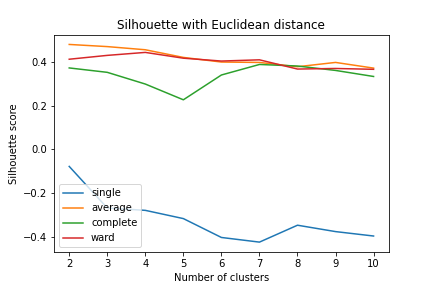 Silhouette with Euclidean distance
Silhouette score
0.4
0.2
0.0
−0.2
−0.4
single
average
complete
ward
2 3 4 5 6 7 8 9 10
Number of clusters